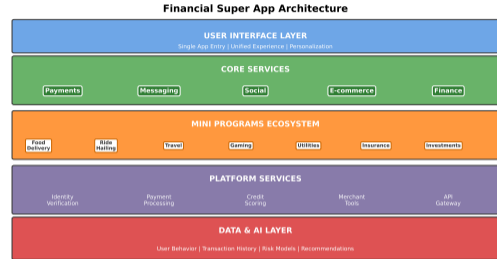 Financial Super App Architecture
USER INTERFACE LAYER
Single App Entry | Unified Experience | Personalization
CORE SERVICES
Payments Messaging Social E-commerce Finance
MINI PROGRAMS ECOSYSTEM
Food Delivery
Ride Hailing
Travel
Gaming
Utilities
Insurance
Investments
PLATFORM SERVICES
Identity
Verification
Payment
Processing
Credit
Scoring
Merchant
Tools
API
Gateway
DATA & AI LAYER
User Behavior | Transaction History | Risk Models | Recommendations